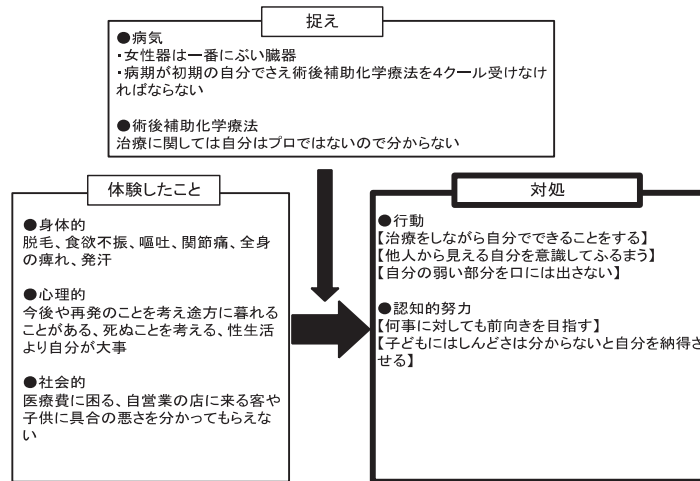 捉え
●病気
・女性器は一番にぶい臓器
・病期が初期の自分でさえ術後補助化学療法を4クール受けなけ
ればならない
●術後補助化学療法
治療に関しては自分はプロではないので分からない
体験したこと
●身体的
脱毛、食欲不振、嘔吐、関節痛、全身
の痺れ、発汗
●心理的
今後や再発のことを考え途方に暮れる
ことがある、死ぬことを考える、性生活
より自分が大事
●社会的
医療費に困る、自営業の店に来る客や
子供に具合の悪さを分かってもらえな
い
対処
●行動
【治療をしながら自分でできることをする】
【他人から見える自分を意識してふるまう】
【自分の弱い部分を口には出さない】
●認知的努力
【何事に対しても前向きを目指す】
【子どもにはしんどさは分からないと自分を納得さ
せる】